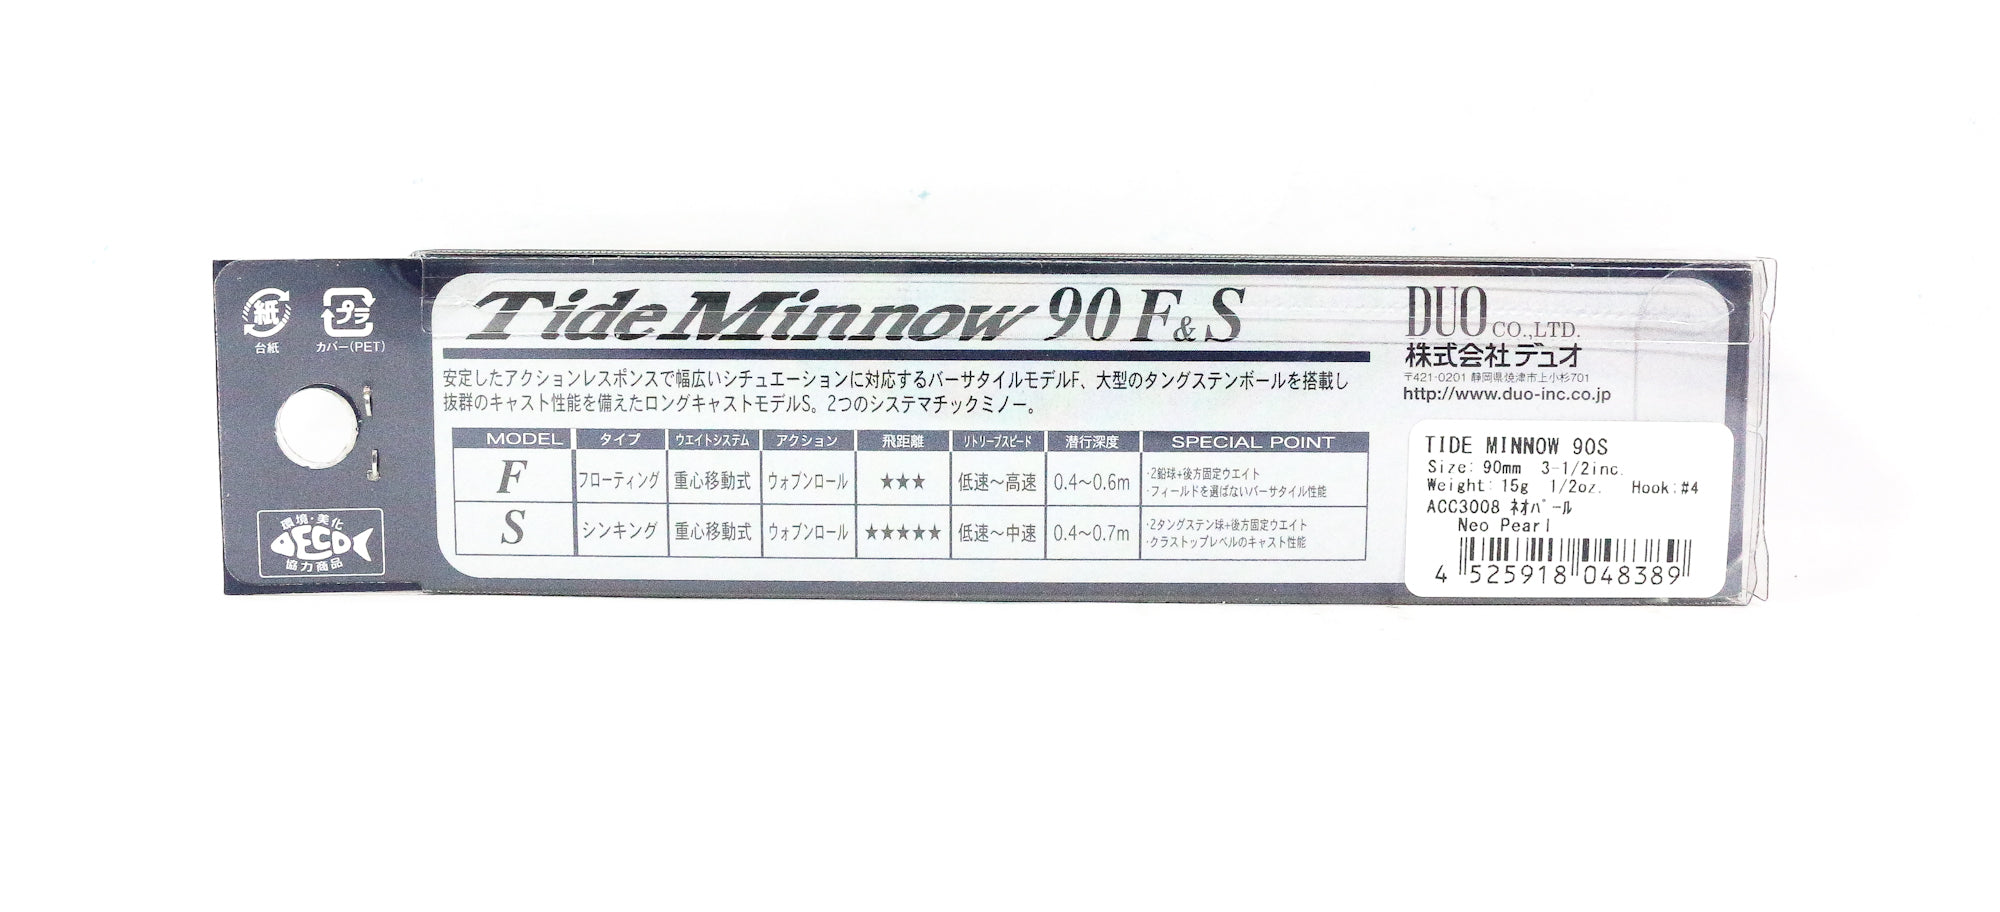 紙
プラ
台紙
カバー(PET)
環境・美化
ECO
協力商品
Tide Minnow 90 F & S
安定したアクションレスポンスで幅広いシチュエーションに対応するバーサタイルモデルF、大型のタングステンボールを搭載し
抜群のキャスト性能を備えたロングキャストモデルS。2つのシステマチックミノー。
MODEL タイプ ウエイトシステム アクション 飛距離 リトリーブスピード 潜行深度 SPECIAL POINT
F フローティング 重心移動式 ウォブンロール ★★★ 低速～高速 0.4～0.6m
・2鉛球+後方固定ウエイト
・フィールドを選ばないバーサタイル性能
S シンキング 重心移動式 ウォブンロール ★★★★★ 低速～中速 0.4～0.7m
・2タングステン球+後方固定ウエイト
・クラストップレベルのキャスト性能
DUO CO.,LTD.
株式会社デュオ
〒421-0201 静岡県焼津市上小杉701
http://www.duo-inc.co.jp
TIDE MINNOW 90S
Size: 90mm 3-1/2inc.
Weight: 15g 1/2oz. Hook:#4
ACC3008 ﾈｵﾊﾟｰﾙ
Neo Pearl
4 525918 048389